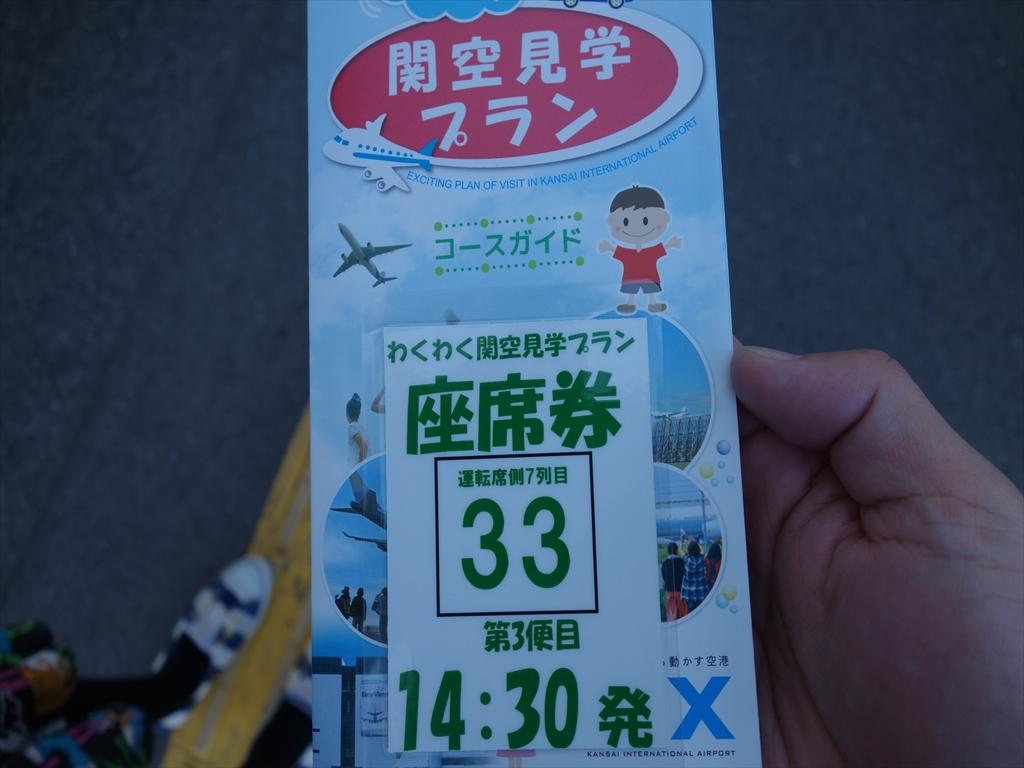 関空見学
プラン
EXCITING PLAN OF VISIT IN KANSAI INTERNATIONAL AIRPORT
コースガイド
わくわく関空見学プラン
座席券
運転席側7列目
33
第3便目
14:30 発
動かす空港
KANSAI INTERNATIONAL AIRPORT